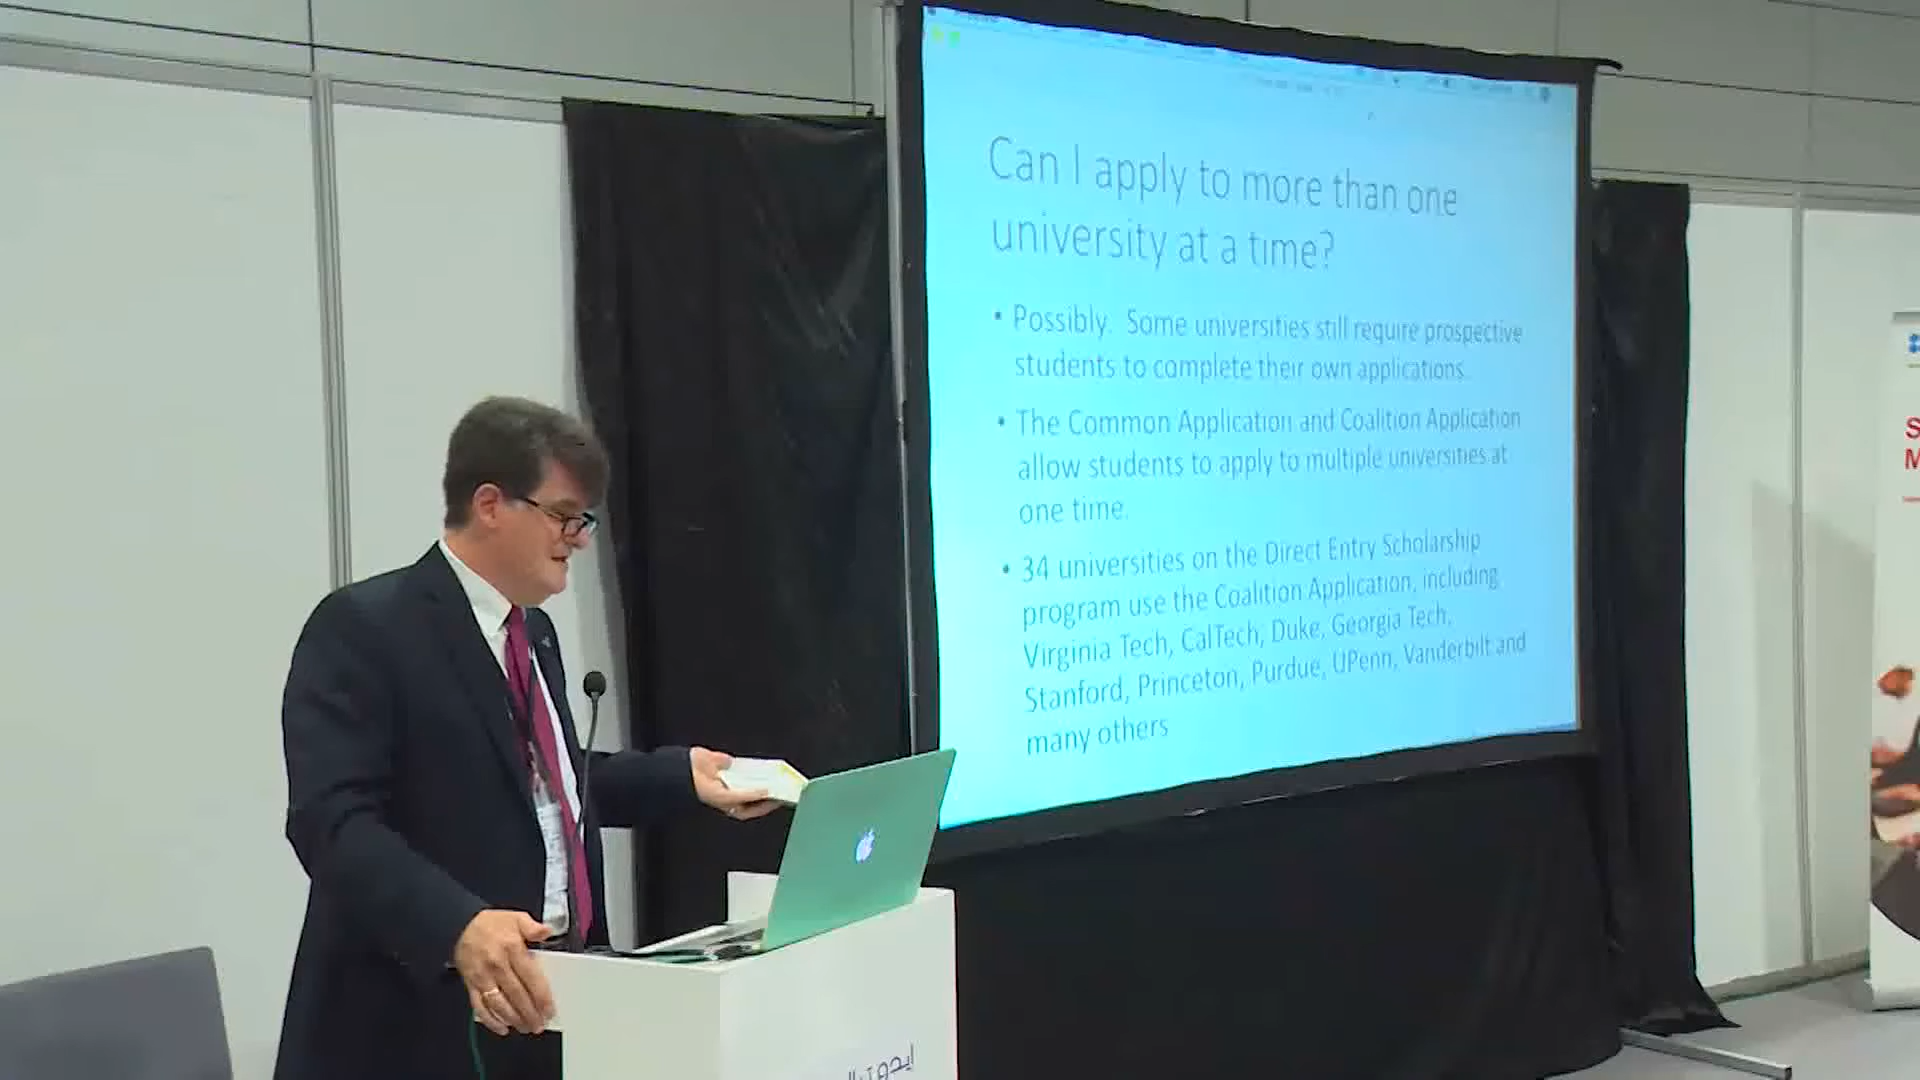 Can I apply to more than one
university at a time?
• Possibly. Some universities still require prospective
students to complete their own applications.
• The Common Application and Coalition Application
allow students to apply to multiple universities at
one time.
• 34 universities on the Direct Entry Scholarship
program use the Coalition Application, including
Virginia Tech, CalTech, Duke, Georgia Tech,
Stanford, Princeton, Purdue, UPenn, Vanderbilt and
many others
S
M